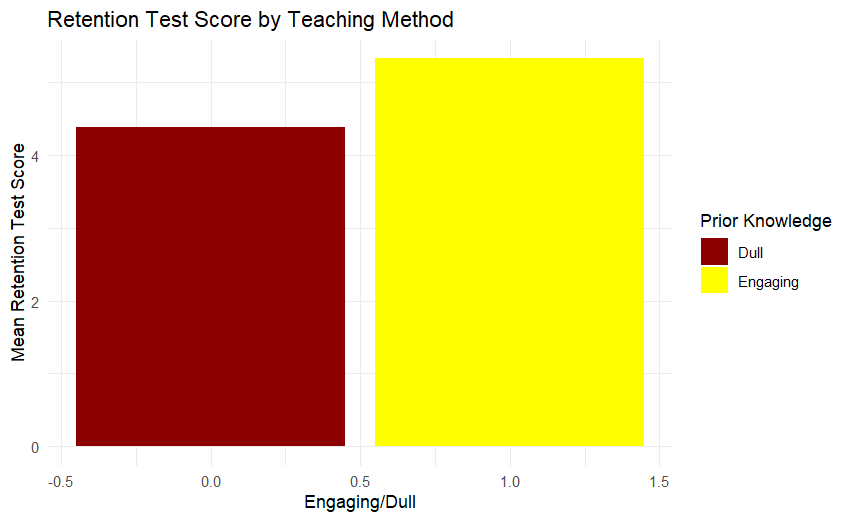 Retention Test Score by Teaching Method
Mean Retention Test Score
4
2
0
-0.5
0.0
0.5
1.0
1.5
Engaging/Dull
Prior Knowledge
Dull
Engaging